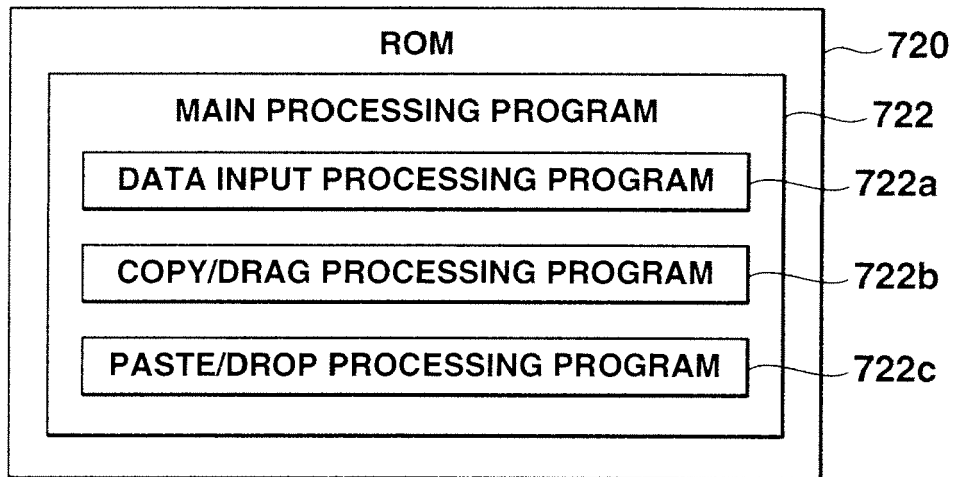 ROM
720
MAIN PROCESSING PROGRAM
722
DATA INPUT PROCESSING PROGRAM
722a
COPY/DRAG PROCESSING PROGRAM
722b
PASTE/DROP PROCESSING PROGRAM
722c